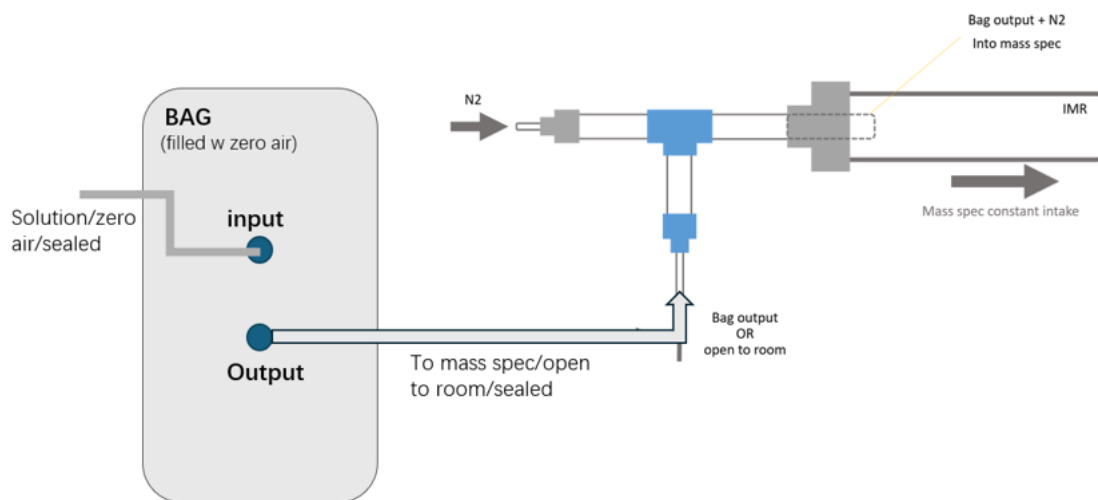 BAG
(filled w zero air)
Solution/zero
air/sealed
input
Output
To mass spec/open
to room/sealed
N2
Bag output + N2
Into mass spec
IMR
Mass spec constant intake
Bag output
OR
open to room